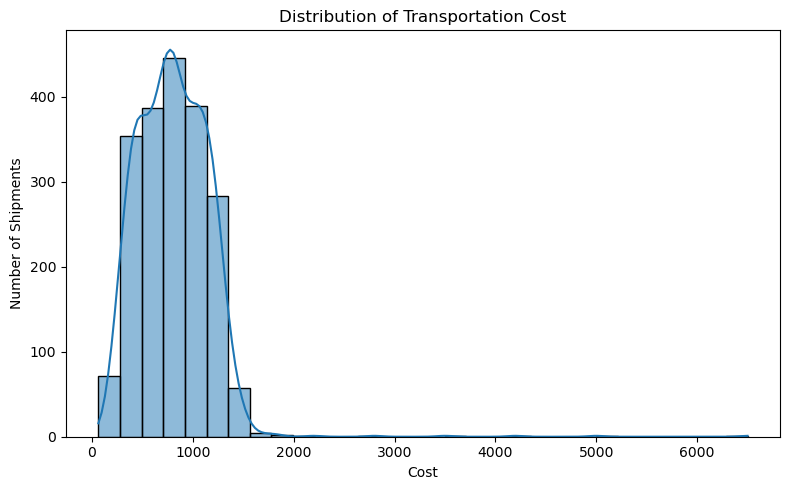 Distribution of Transportation Cost
Number of Shipments
400
300
200
100
0
0 1000 2000 3000 4000 5000 6000
Cost